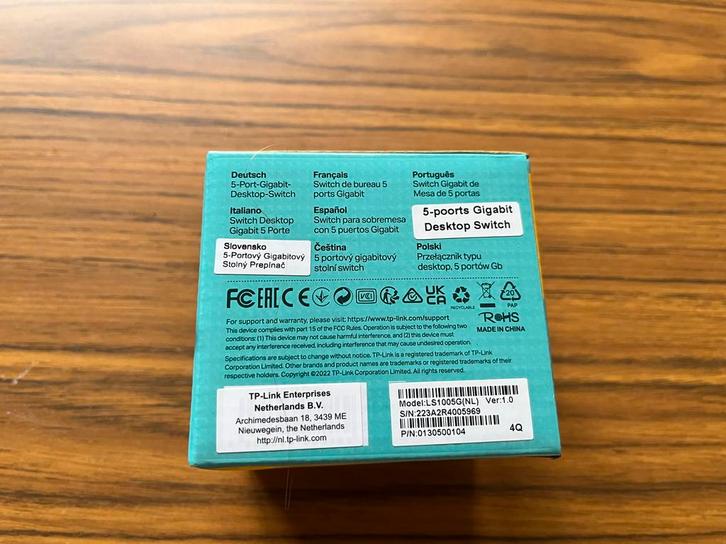 Deutsch
5-Port-Gigabit-
Desktop-Switch
Français
Switch de bureau 5
ports Gigabit
Português
Switch Gigabit de
Mesa de 5 portas
Italiano
Switch Desktop
Gigabit 5 Porte
Español
Switch para sobremesa
con 5 puertos Gigabit
5-poorts Gigabit
Desktop Switch
Slovensko
5-Portový Gigabitový
Stolný Prepínač
Čeština
5 portový gigabitový
stolní switch
Polski
Przełącznik typu
desktop, 5 portów Gb
FC EAC CE VCI UK CA RECYCLABLE 20 PAP
For support and warranty, please visit: https://www.tp-link.com/support
RoHS
This device complies with part 15 of the FCC Rules. Operation is subject to the following two
conditions: (1) This device may not cause harmful interference, and (2) this device must
accept any interference received, including interference that may cause undesired operation.
MADE IN CHINA
Specifications are subject to change without notice. TP-Link is a registered trademark of TP-Link
Corporation Limited. Other brands and product names are trademarks or registered trademarks of their
respective holders. Copyright ©2022 TP-Link Corporation Limited. All rights reserved.
TP-Link Enterprises
Netherlands B.V.
Archimedesbaan 18, 3439 ME
Nieuwegein, the Netherlands
http://nl.tp-link.com
Model:LS1005G(NL) Ver:1.0
S/N:223A2R4005969
P/N:0130500104
4Q